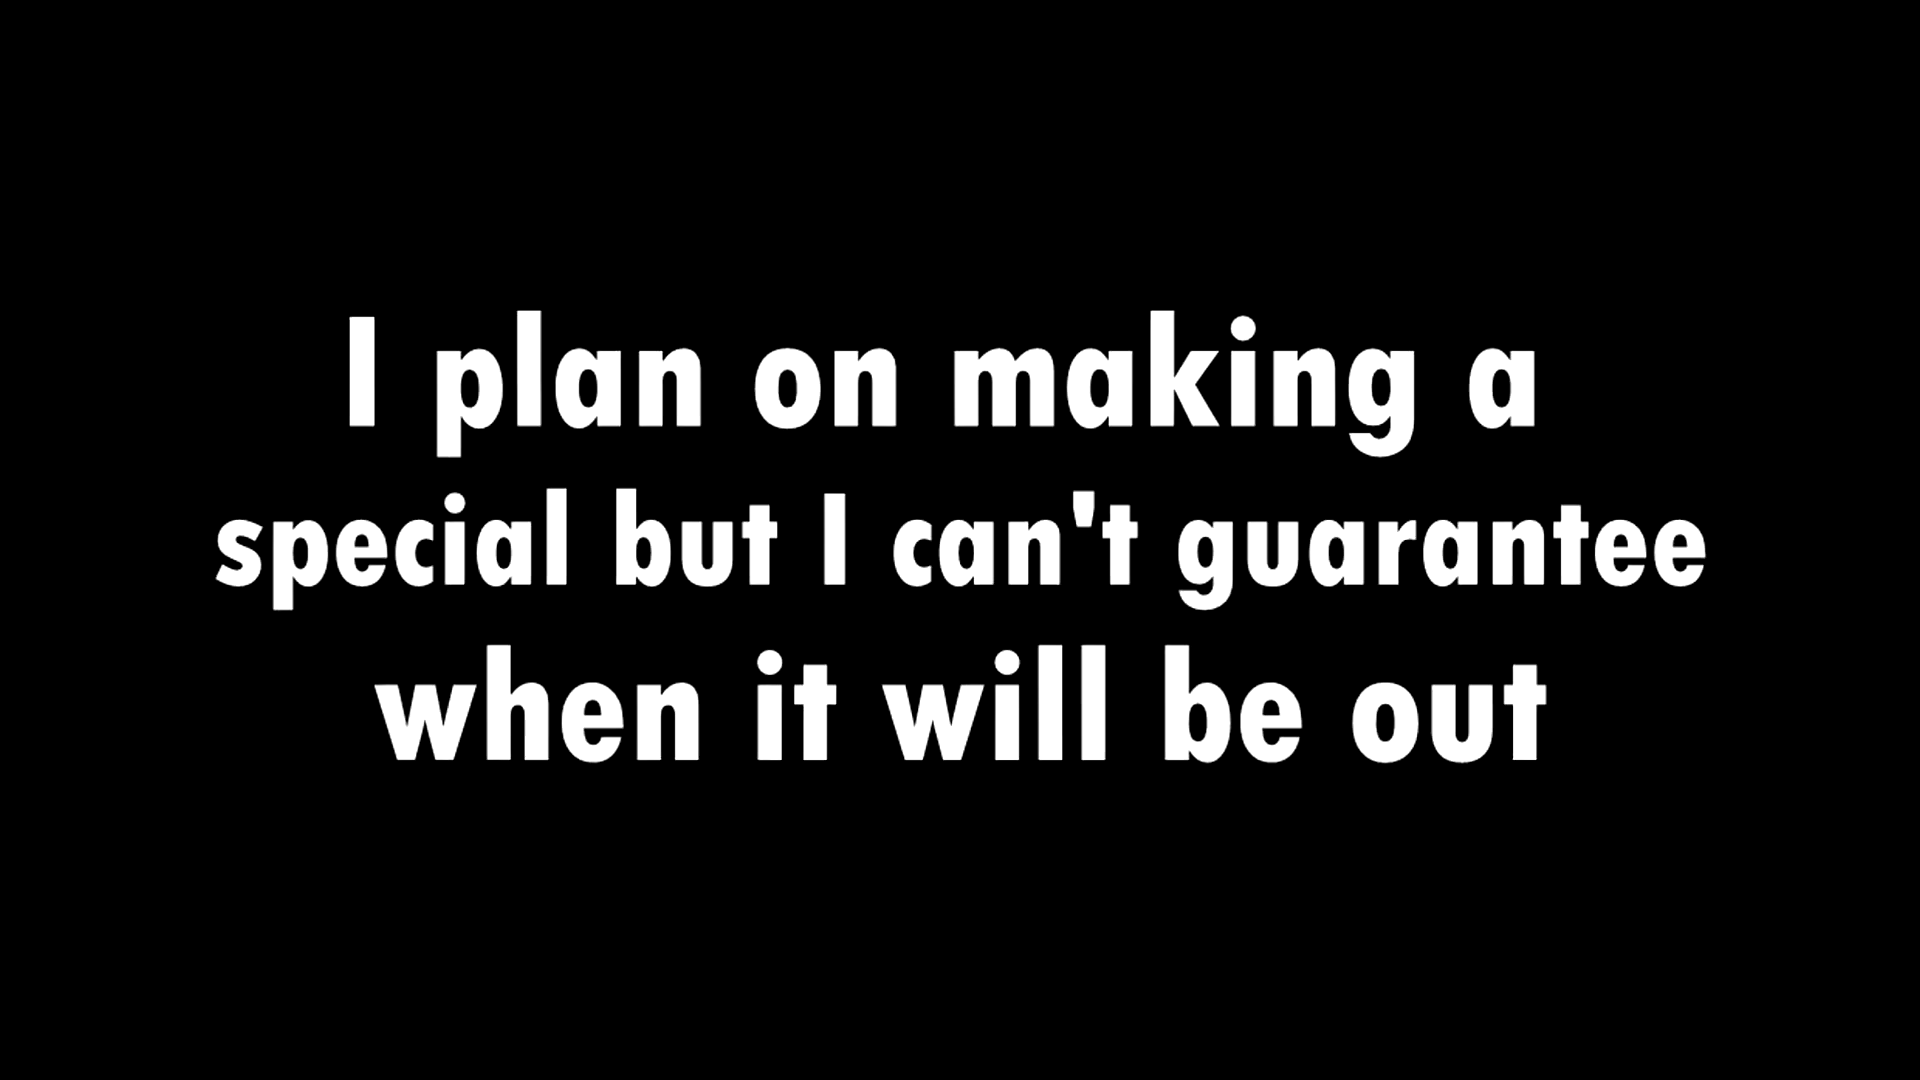 I plan on making a
special but I can't guarantee
when it will be out